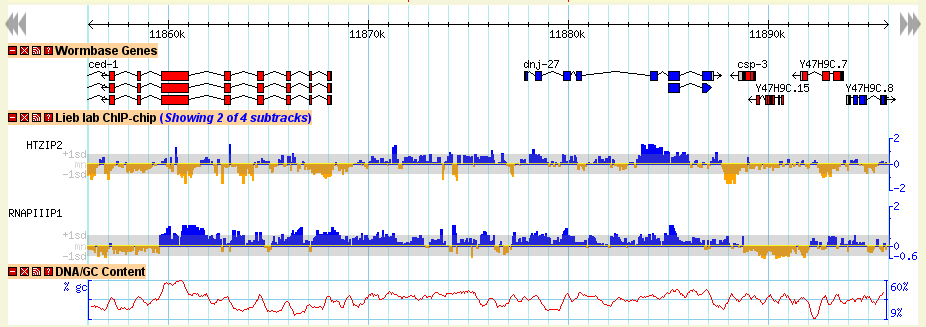 11860k 11870k 11880k 11890k
Wormbase Genes
ced-1 dnj-27 csp-3 Y47H9C.7
Y47H9C.15 Y47H9C.8
Lieb lab ChIP-chip (Showing 2 of 4 subtracks)
HTZIP2 2
+1sd
mn 0
-1sd
-2
RNAPIIIP1 2
+1sd
mn 0
-0.6
-1sd
DNA/GC Content
% gc 60%
9%